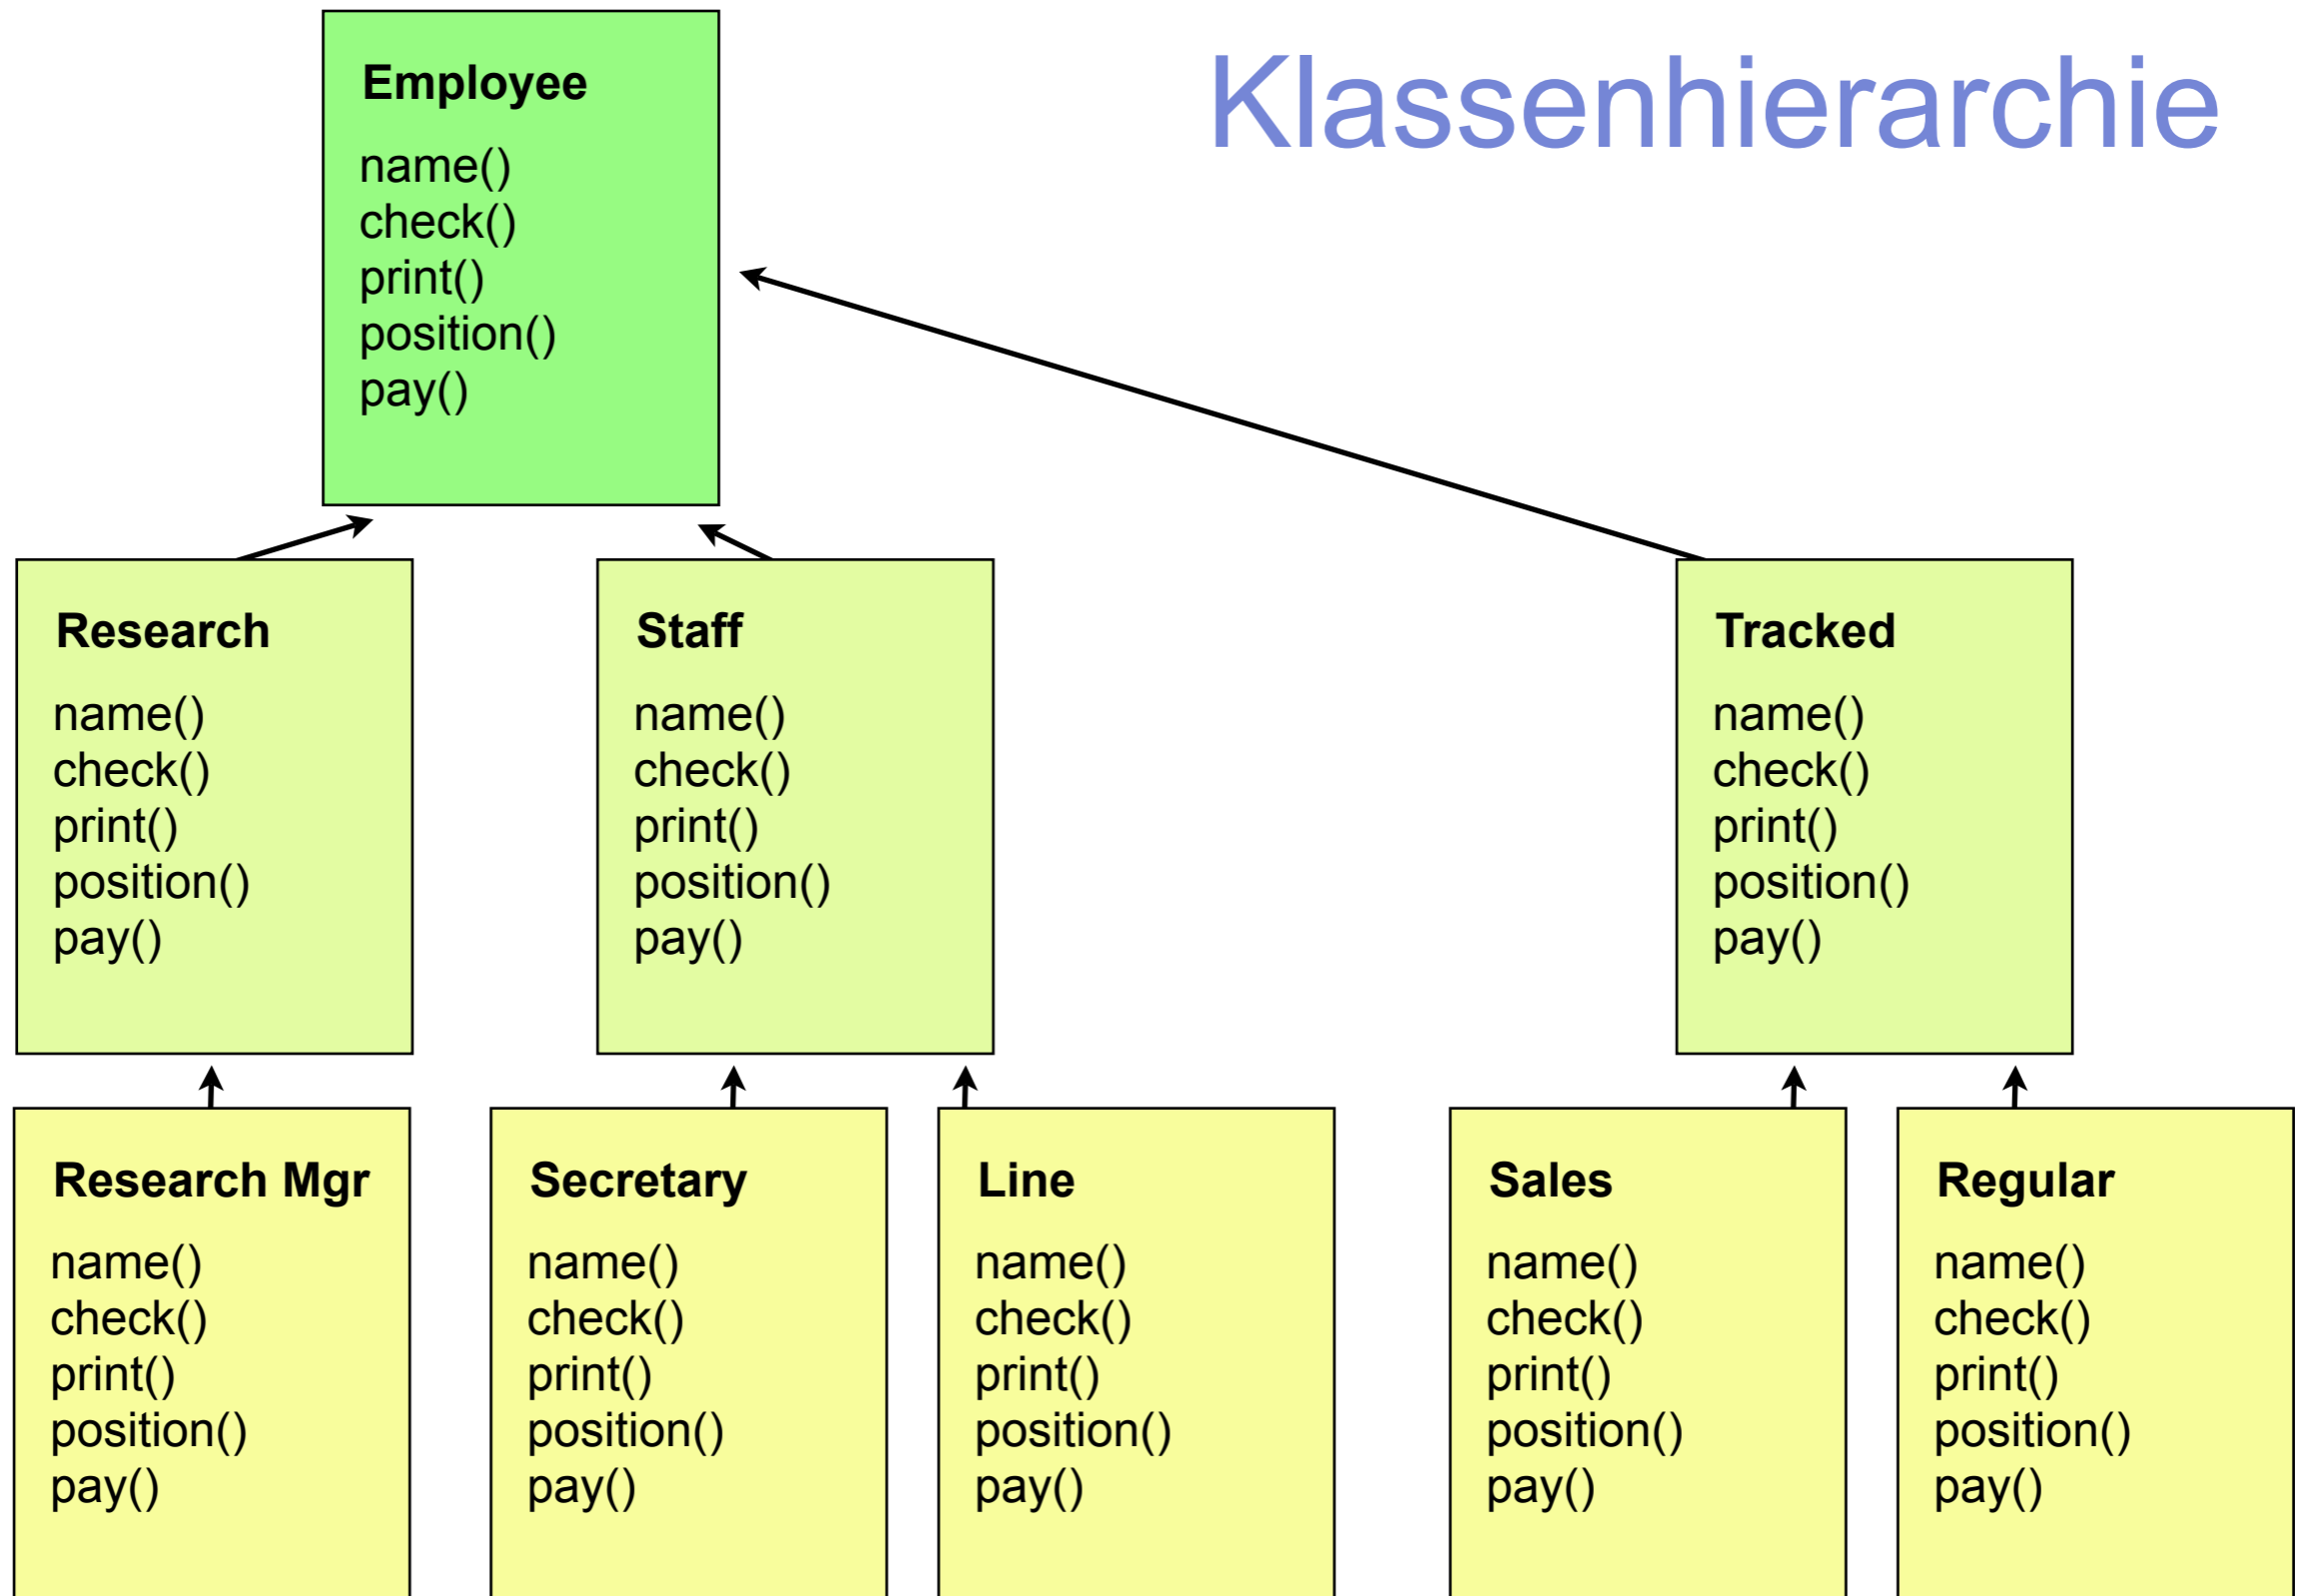 Klassenhierarchie
Employee
name()
check()
print()
position()
pay()
Research
name()
check()
print()
position()
pay()
Staff
name()
check()
print()
position()
pay()
Tracked
name()
check()
print()
position()
pay()
Research Mgr
name()
check()
print()
position()
pay()
Secretary
name()
check()
print()
position()
pay()
Line
name()
check()
print()
position()
pay()
Sales
name()
check()
print()
position()
pay()
Regular
name()
check()
print()
position()
pay()